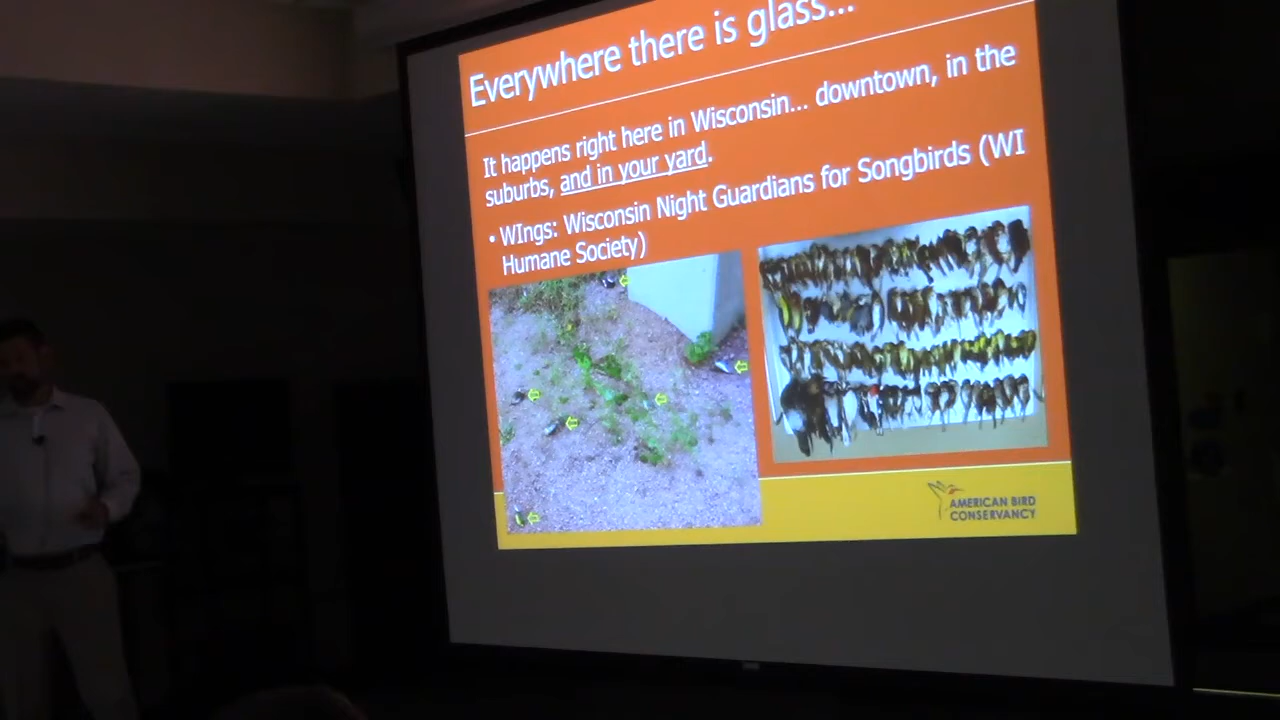 Everywhere there is glass...
It happens right here in Wisconsin... downtown, in the
suburbs, and in your yard.
• WIngs: Wisconsin Night Guardians for Songbirds (WI
Humane Society)
AMERICAN BIRD
CONSERVANCY